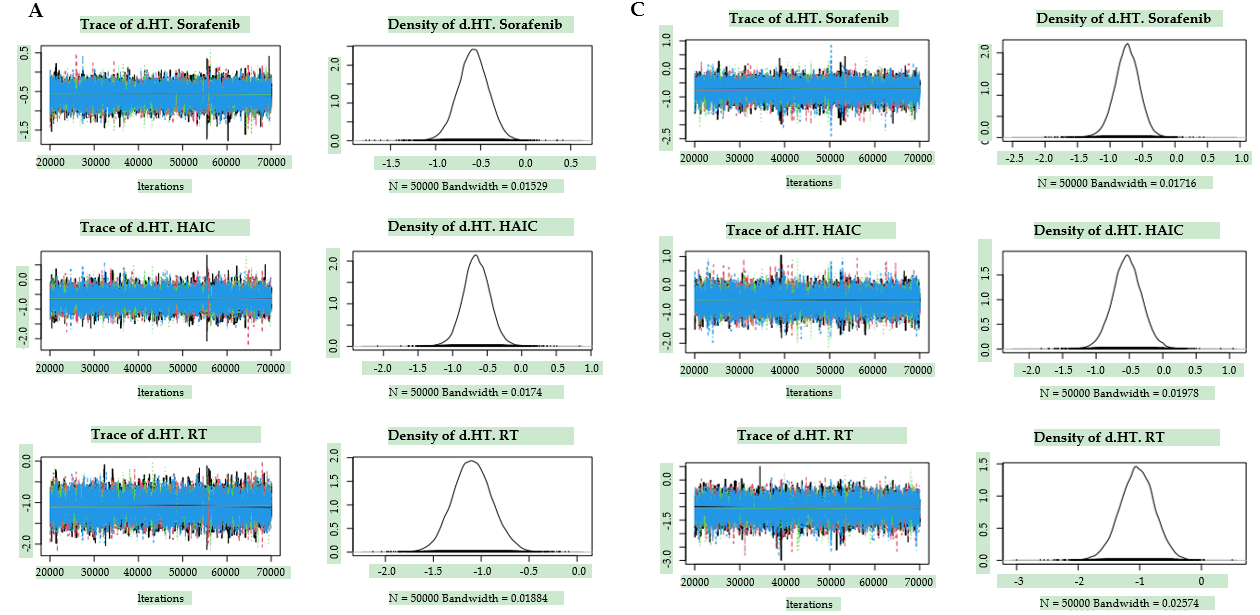 A
Trace of d.HT. Sorafenib
0.5
-0.5
-1.5
20000 30000 40000 50000 60000 70000
Iterations
Density of d.HT. Sorafenib
2.0
1.0
0.0
-1.5 -1.0 -0.5 0.0 0.5
N = 50000 Bandwidth = 0.01529
Trace of d.HT. HAIC
0.0
-1.0
-2.0
20000 30000 40000 50000 60000 70000
Iterations
Density of d.HT. HAIC
2.0
1.0
0.0
-2.0 -1.5 -1.0 -0.5 0.0 0.5 1.0
N = 50000 Bandwidth = 0.0174
Trace of d.HT. RT
0.0
-1.0
-2.0
20000 30000 40000 50000 60000 70000
Iterations
Density of d.HT. RT
2.0
1.5
1.0
0.5
0.0
-2.0 -1.5 -1.0 -0.5 0.0
N = 50000 Bandwidth = 0.01884
C
Trace of d.HT. Sorafenib
1.0
0.0
-1.0
-2.5
20000 30000 40000 50000 60000 70000
Iterations
Density of d.HT. Sorafenib
2.0
1.0
0.0
-2.5 -2.0 -1.5 -1.0 -0.5 0.0 0.5 1.0
N = 50000 Bandwidth = 0.01716
Trace of d.HT. HAIC
1.0
0.0
-1.0
-2.0
20000 30000 40000 50000 60000 70000
Iterations
Density of d.HT. HAIC
1.5
1.0
0.5
0.0
-2.0 -1.5 -1.0 -0.5 0.0 0.5 1.0
N = 50000 Bandwidth = 0.01978
Trace of d.HT. RT
0.0
-1.5
-3.0
20000 30000 40000 50000 60000 70000
Iterations
Density of d.HT. RT
1.5
1.0
0.5
0.0
-3 -2 -1 0
N = 50000 Bandwidth = 0.02574